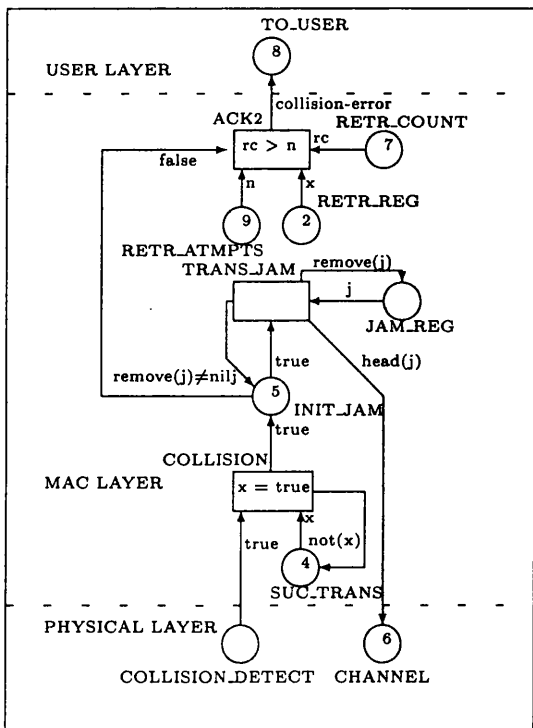 TO_USER
8
USER LAYER
collision-error
ACK2
RETR_COUNT
false
rc > n
rc
7
n
x
9
2
RETR_REG
RETR_ATMPTS
TRANS_JAM
remove(j)
j
JAM_REG
true
head(j)
remove(j)≠nilj
5
INIT_JAM
true
COLLISION
MAC LAYER
x = true
x
true
not(x)
4
SUC_TRANS
PHYSICAL LAYER
6
COLLISION_DETECT
CHANNEL